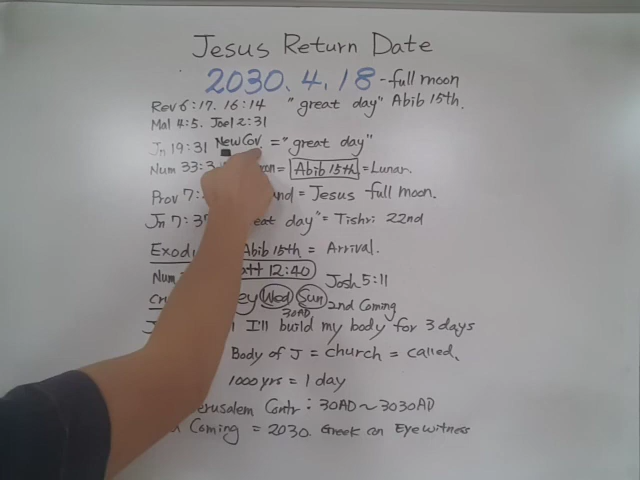 Jesus Return Date
2030. 4. 18 - full moon
Rev 6:17. 16:14 "great day" Abib 15th.
Mal 4:5. Joel 2:31
Jn 19:31 New Cov = "great day"
Num 33:3 = Abib 15th = Lunar.
Prov 7: = Jesus full moon.
Jn 7:37 day" = Tishri 22nd
Abib 15th = Arrival.
Num Matt 12:40 Josh 5:11
Wed Sun 2nd Coming
30AD
I'll build my body for 3 days
Body of J = church = called.
1000 yrs = 1 day
Contr : 30AD ~ 3030AD
Coming = 2030. Greek on Eyewitness